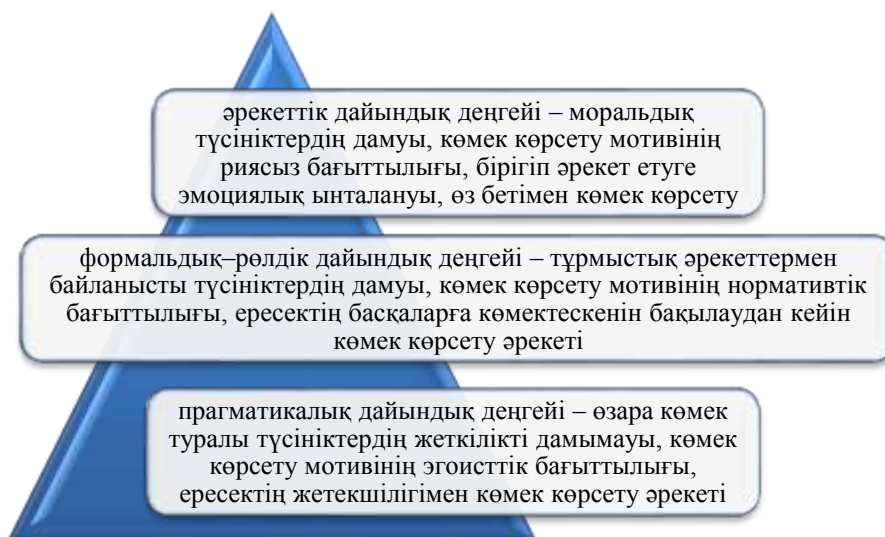 әрекеттік дайындық деңгейі – моральдық
түсініктердің дамуы, көмек көрсету мотивінің
риясыз бағыттылығы, бірігіп әрекет етуге
эмоциялық ынталануы, өз бетімен көмек көрсету
формальдық–рөлдік дайындық деңгейі – тұрмыстық әрекеттермен
байланысты түсініктердің дамуы, көмек көрсету мотивінің нормативтік
бағыттылығы, ересектің басқаларға көмектескенін бақылаудан кейін
көмек көрсету әрекеті
прагматикалық дайындық деңгейі – өзара көмек
туралы түсініктердің жеткілікті дамымауы, көмек
көрсету мотивінің эгоисттік бағыттылығы,
ересектің жетекшілігімен көмек көрсету әрекеті